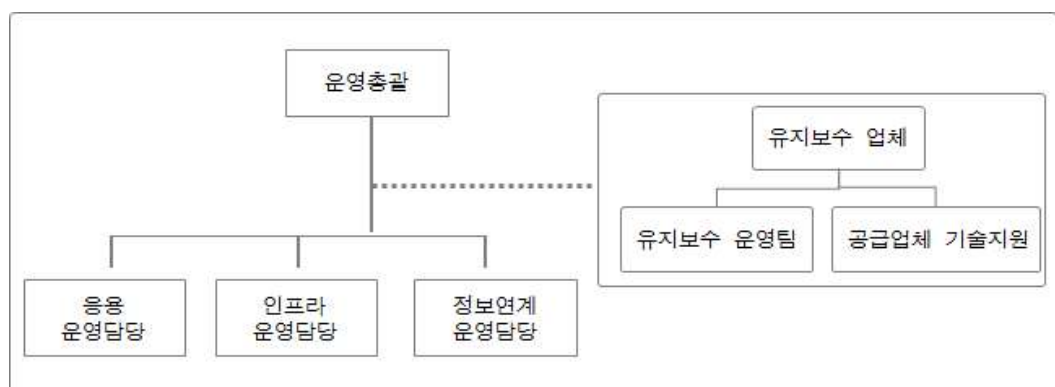 운영총괄
유지보수 업체
유지보수 운영팀
공급업체 기술지원
응용
운영담당
인프라
운영담당
정보연계
운영담당